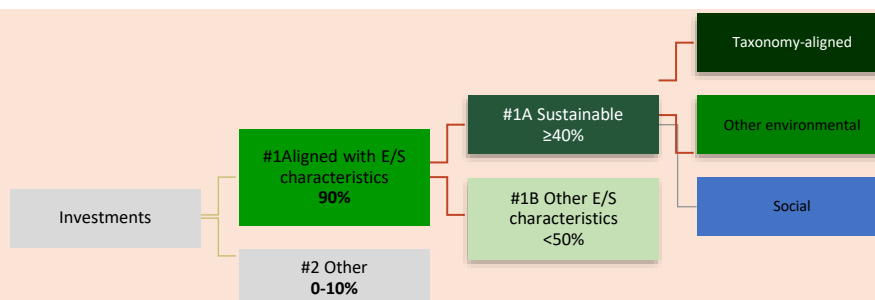 Investments
#1Aligned with E/S
characteristics
90%
#2 Other
0-10%
#1A Sustainable
≥40%
#1B Other E/S
characteristics
<50%
Taxonomy-aligned
Other environmental
Social